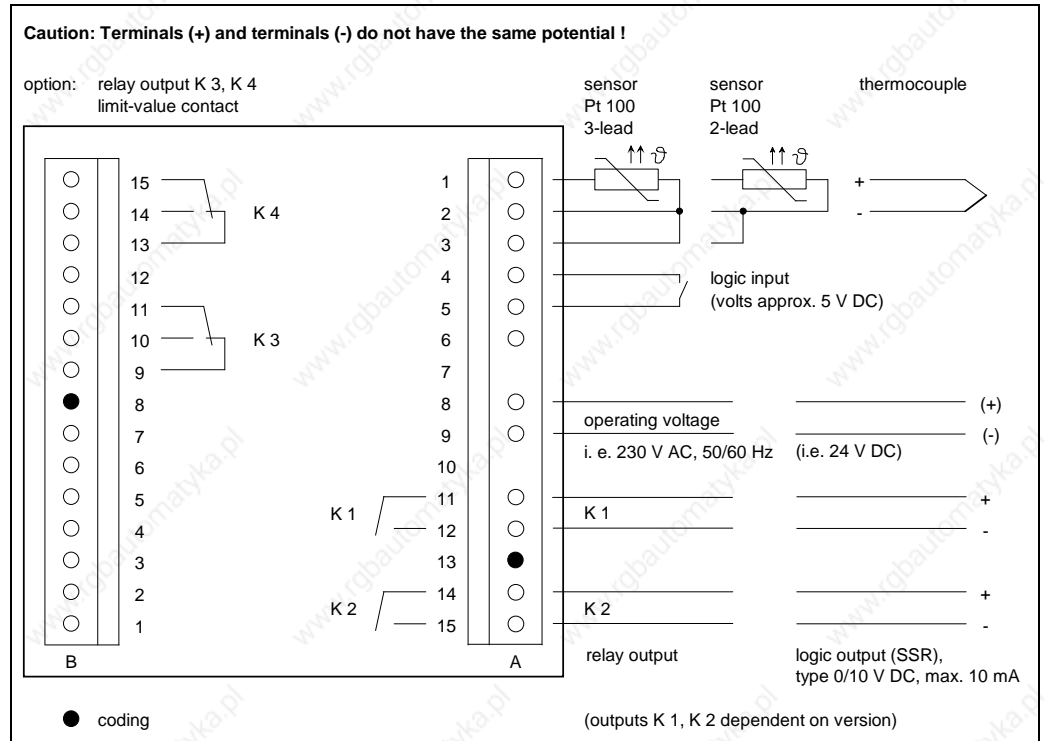 Caution: Terminals (+) and terminals (-) do not have the same potential !
option: relay output K 3, K 4
limit-value contact
sensor
Pt 100
3-lead
sensor
Pt 100
2-lead
thermocouple
ϑ
ϑ
15
14
K 4
13
12
11
10
K 3
9
8
7
6
5
4
3
2
1
B
1
2
3
4
5
6
7
8
9
10
K 1
11
12
13
K 2
14
15
A
+
-
logic input
(volts approx. 5 V DC)
operating voltage
i. e. 230 V AC, 50/60 Hz
(i.e. 24 V DC)
(+)
(-)
K 1
+
-
K 2
+
-
relay output
logic output (SSR),
type 0/10 V DC, max. 10 mA
coding
(outputs K 1, K 2 dependent on version)
www.rgbautomatyka.pl